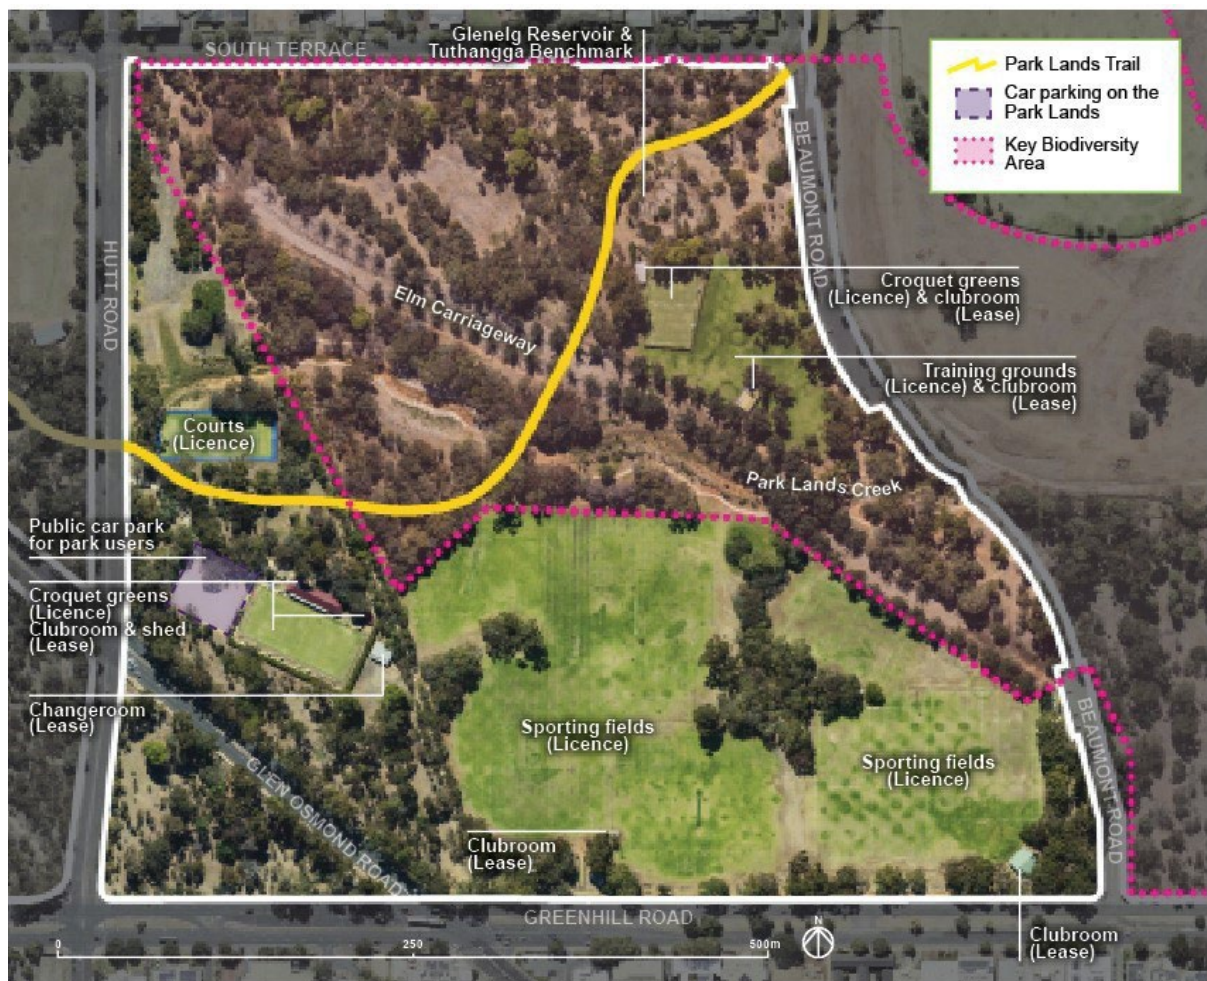 SOUTH TERRACE
Glenelg Reservoir &
Tuthangga Benchmark
Park Lands Trail
Car parking on the
Park Lands
Key Biodiversity
Area
BEAUMONT ROAD
HUTT ROAD
Elm Carriageway
Croquet greens
(Licence) & clubroom
(Lease)
Training grounds
(Licence) & clubroom
(Lease)
Courts
(Licence)
Park Lands Creek
Public car park
for park users
Croquet greens
(Licence)
Clubroom & shed
(Lease)
Changeroom
(Lease)
Sporting fields
(Licence)
Sporting fields
(Licence)
BEAUMONT ROAD
GLEN OSMOND ROAD
Clubroom
(Lease)
GREENHILL ROAD
Clubroom
(Lease)
0 250 500m
N